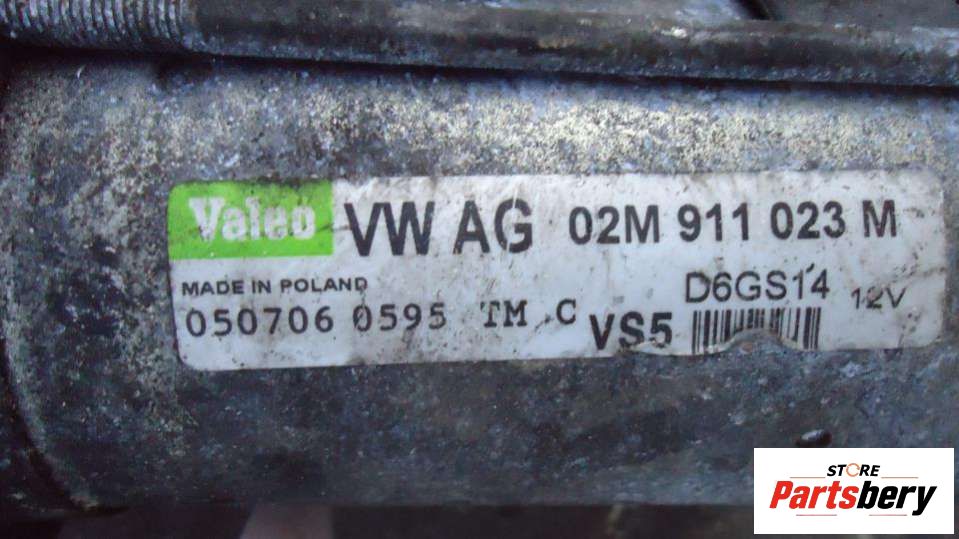 Valeo VW AG 02M 911 023 M
MADE IN POLAND D6GS14 12V
050706 0595 TM C VS5
STORE
Partsbery